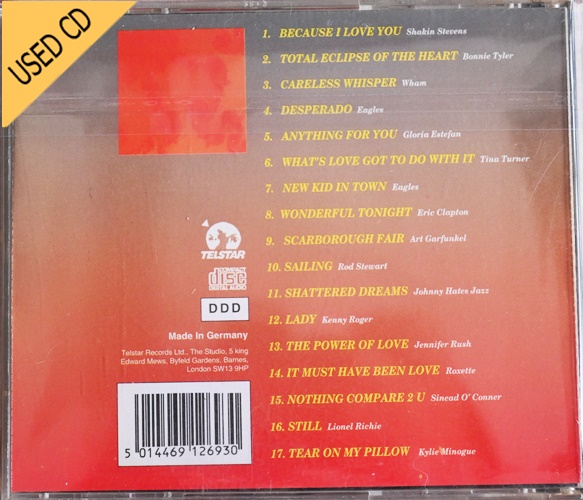 USED CD
1. BECAUSE I LOVE YOU Shakin Stevens
2. TOTAL ECLIPSE OF THE HEART Bonnie Tyler
3. CARELESS WHISPER Wham
4. DESPERADO Eagles
5. ANYTHING FOR YOU Gloria Estefan
6. WHAT'S LOVE GOT TO DO WITH IT Tina Turner
7. NEW KID IN TOWN Eagles
8. WONDERFUL TONIGHT Eric Clapton
9. SCARBOROUGH FAIR Art Garfunkel
10. SAILING Rod Stewart
11. SHATTERED DREAMS Johnny Hates Jazz
12. LADY Kenny Roger
13. THE POWER OF LOVE Jennifer Rush
14. IT MUST HAVE BEEN LOVE Roxette
15. NOTHING COMPARE 2 U Sinead O' Conner
16. STILL Lionel Richie
17. TEAR ON MY PILLOW Kylie Minogue
TELSTAR
COMPACT
disc
DIGITAL AUDIO
DDD
Made In Germany
Telstar Records Ltd., The Studio, 5 king
Edward Mews, Byfeld Gardens, Barnes,
London SW13 9HP
5 014469 126930